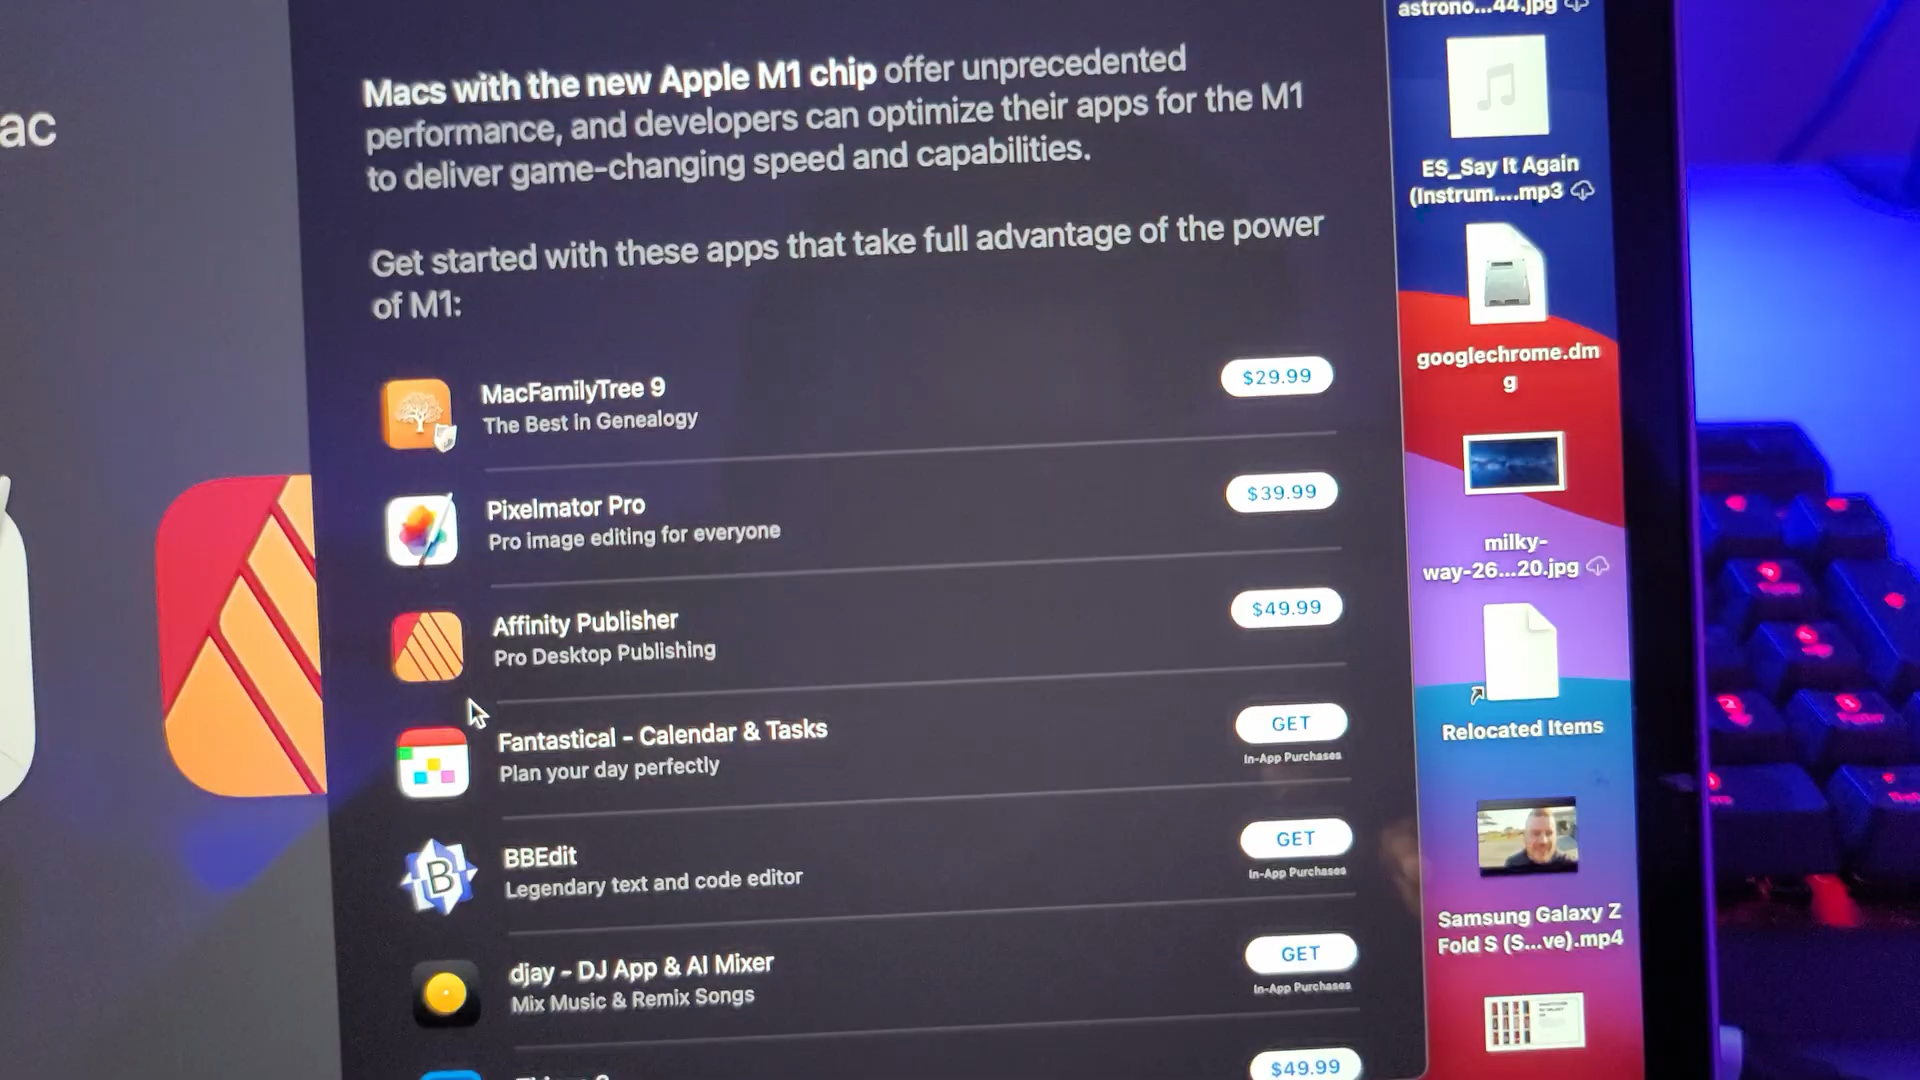 ac
Macs with the new Apple M1 chip offer unprecedented
performance, and developers can optimize their apps for the M1
to deliver game-changing speed and capabilities.
Get started with these apps that take full advantage of the power
of M1:
MacFamilyTree 9
The Best in Genealogy
$29.99
Pixelmator Pro
Pro image editing for everyone
$39.99
Affinity Publisher
Pro Desktop Publishing
$49.99
Fantastical - Calendar & Tasks
Plan your day perfectly
GET
In-App Purchases
B
BBEdit
Legendary text and code editor
GET
In-App Purchases
djay - DJ App & AI Mixer
Mix Music & Remix Songs
GET
In-App Purchases
$49.99
astrono...44.jpg
ES_Say It Again
(Instrum....mp3
googlechrome.dm
g
milky-
way-26...20.jpg
Relocated Items
Samsung Galaxy Z
Fold S (S...ve).mp4